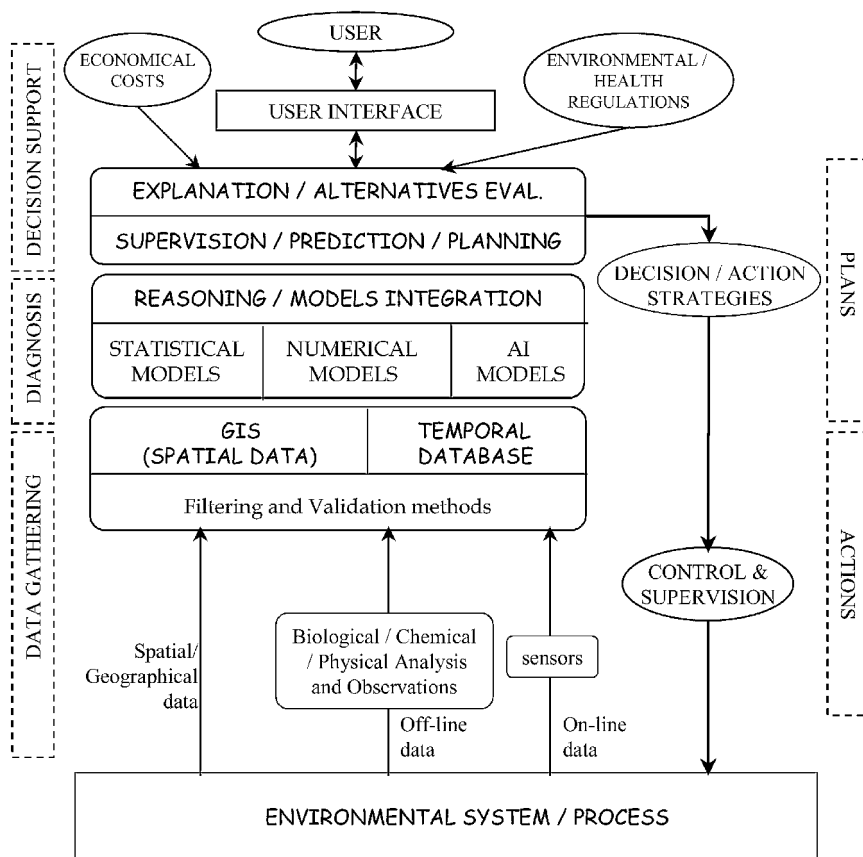 USER
ECONOMICAL
COSTS
ENVIRONMENTAL /
HEALTH
REGULATIONS
USER INTERFACE
DECISION SUPPORT
EXPLANATION / ALTERNATIVES EVAL.
SUPERVISION / PREDICTION / PLANNING
PLANS
DECISION / ACTION
STRATEGIES
DIAGNOSIS
REASONING / MODELS INTEGRATION
STATISTICAL
MODELS
NUMERICAL
MODELS
AI
MODELS
DATA GATHERING
GIS
(SPATIAL DATA)
TEMPORAL
DATABASE
Filtering and Validation methods
ACTIONS
CONTROL &
SUPERVISION
Spatial/
Geographical
data
Biological / Chemical
/ Physical Analysis
and Observations
sensors
Off-line
data
On-line
data
ENVIRONMENTAL SYSTEM / PROCESS